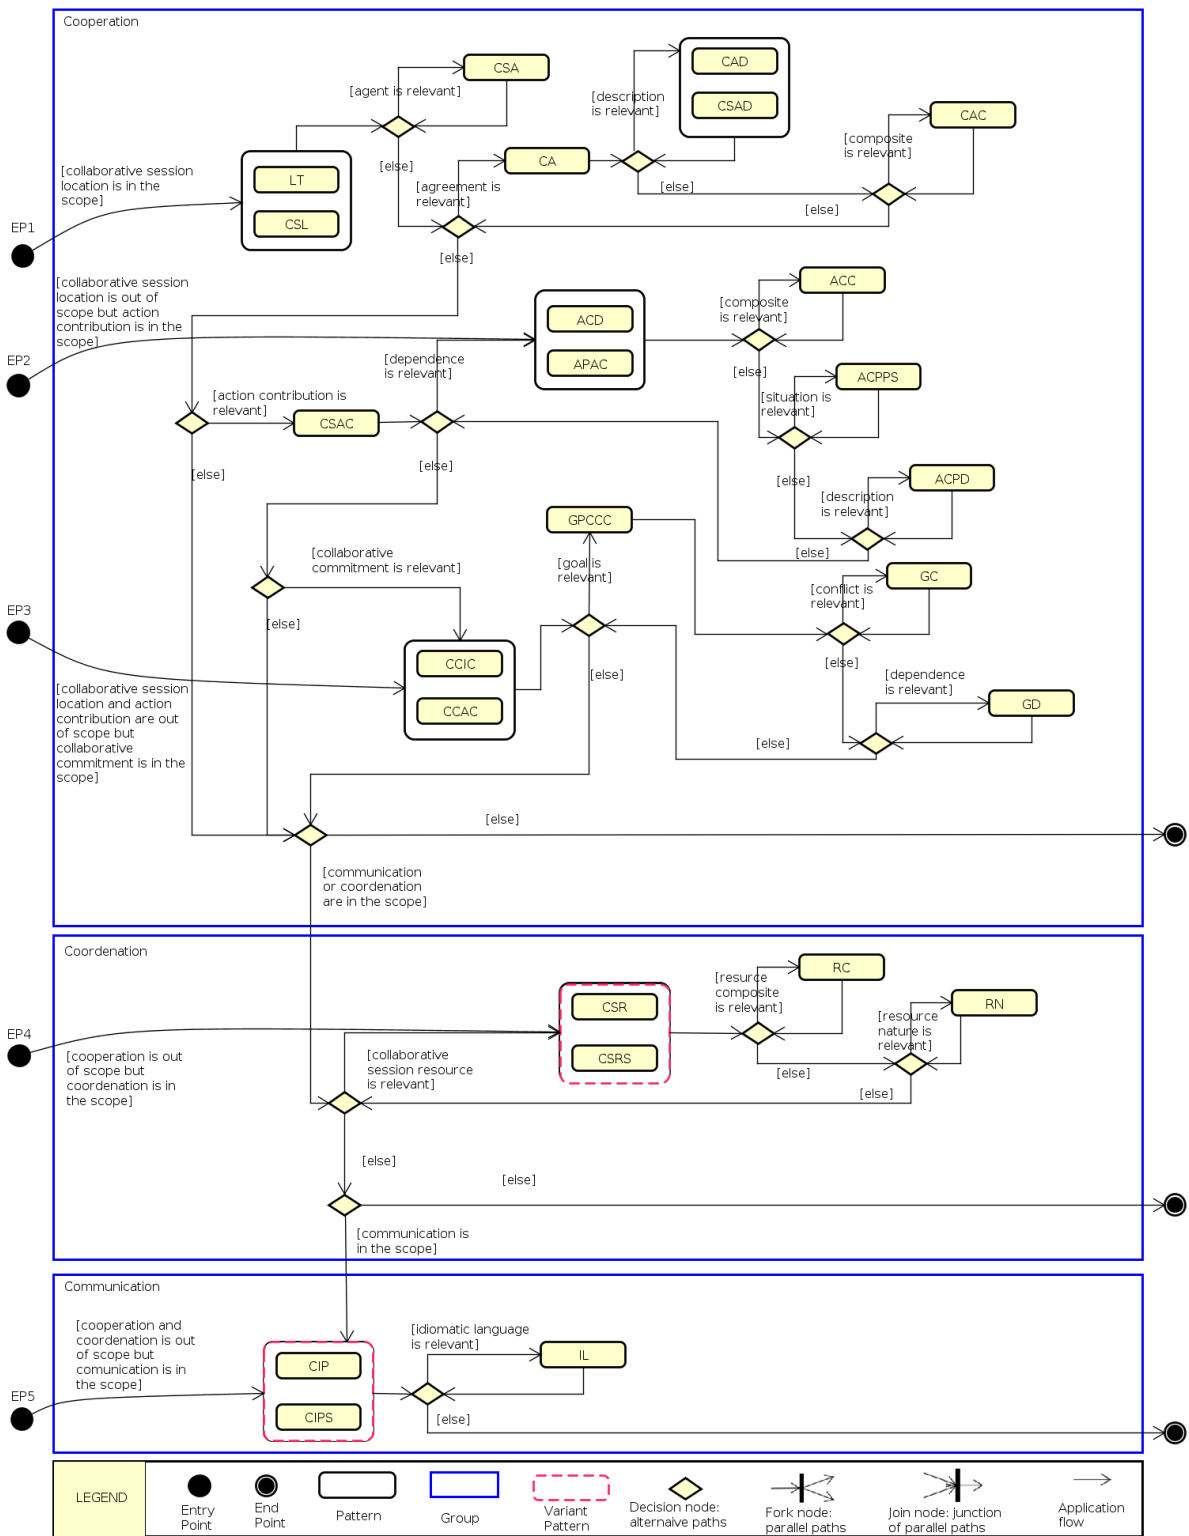 Cooperation
CSA
CAD
[agent is relevant]
[description
is relevant]
CSAD
CAC
[composite
is relevant]
[collaborative session
location is in the
scope]
[else]
CA
LT
[agreement is
relevant]
[else]
CSL
[else]
EP1
[else]
[collaborative session
location is out of
scope but action
contribution is in the
scope]
ACC
[composite
is relevant]
ACD
EP2
[dependence
is relevant]
APAC
[else]
ACPPS
[action contribution is
relevant]
[situation is
relevant]
CSAC
[else]
[else]
[else]
ACPD
[description
is relevant]
GPCCC
[else]
[collaborative
commitment is relevant]
[goal is
relevant]
GC
[conflict is
relevant]
EP3
[else]
CCIC
[else]
[else]
[dependence
is relevant]
[collaborative session
location and action
contribution are out
of scope but
collaborative
commitment is in the
scope]
CCAC
GD
[else]
[else]
[communication
or coordenation
are in the scope]
Coordenation
RC
[resurce
composite
is relevant]
CSR
RN
[resource
nature is
relevant]
EP4
[cooperation is out
of scope but
coordenation is in
the scope]
[collaborative
session resource
is relevant]
CSRS
[else]
[else]
[else]
[else]
[communication is
in the scope]
Communication
[cooperation and
coordenation is out
of scope but
comunication is in
the scope]
[idiomatic language
is relevant]
IL
CIP
EP5
CIPS
[else]
LEGEND
Entry
Point
End
Point
Pattern
Group
Variant
Pattern
Decision node:
alternaive paths
Fork node:
parallel paths
Join node: junction
of parallel paths
Application
flow